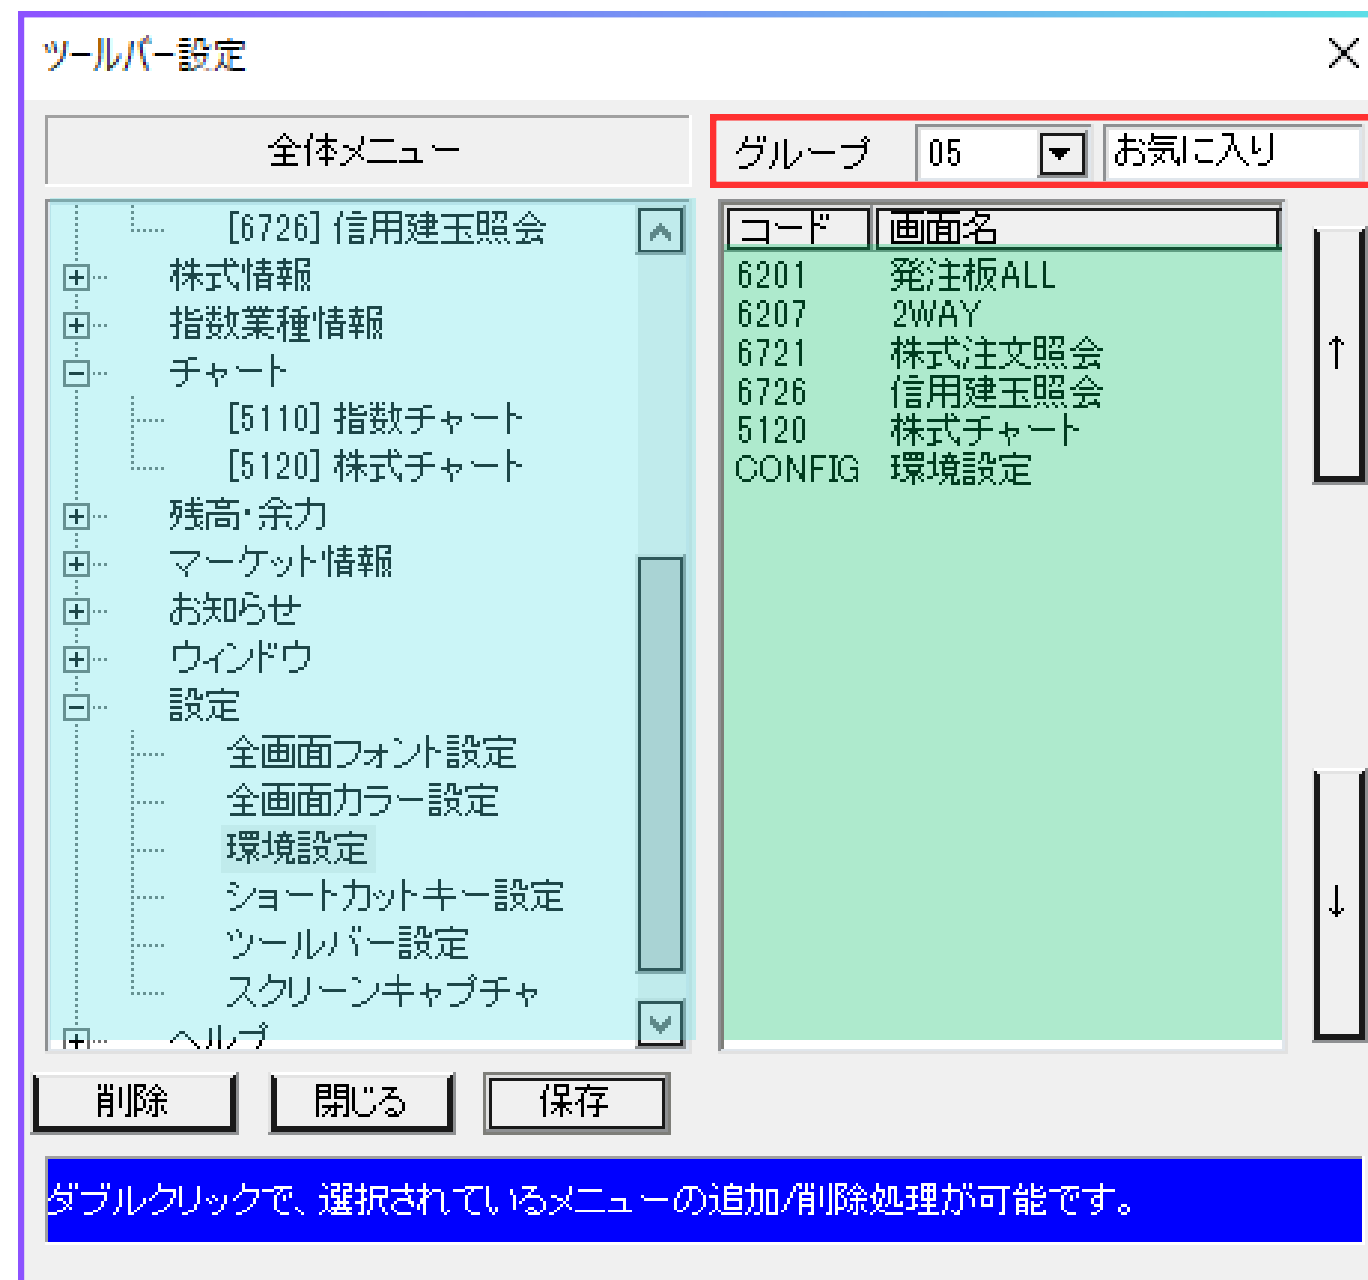 ツールバー設定
全体メニュー
グループ 05 お気に入り
[6726] 信用建玉照会
株式情報
指数業種情報
チャート
[5110] 指数チャート
[5120] 株式チャート
残高・余力
マーケット情報
お知らせ
ウィンドウ
設定
全画面フォント設定
全画面カラー設定
環境設定
ショートカットキー設定
ツールバー設定
スクリーンキャプチャ
ヘルプ
コード 画面名
6201 発注板ALL
6207 2WAY
6721 株式注文照会
6726 信用建玉照会
5120 株式チャート
CONFIG 環境設定
↑
↓
削除 閉じる 保存
ダブルクリックで、選択されているメニューの追加/削除処理が可能です。